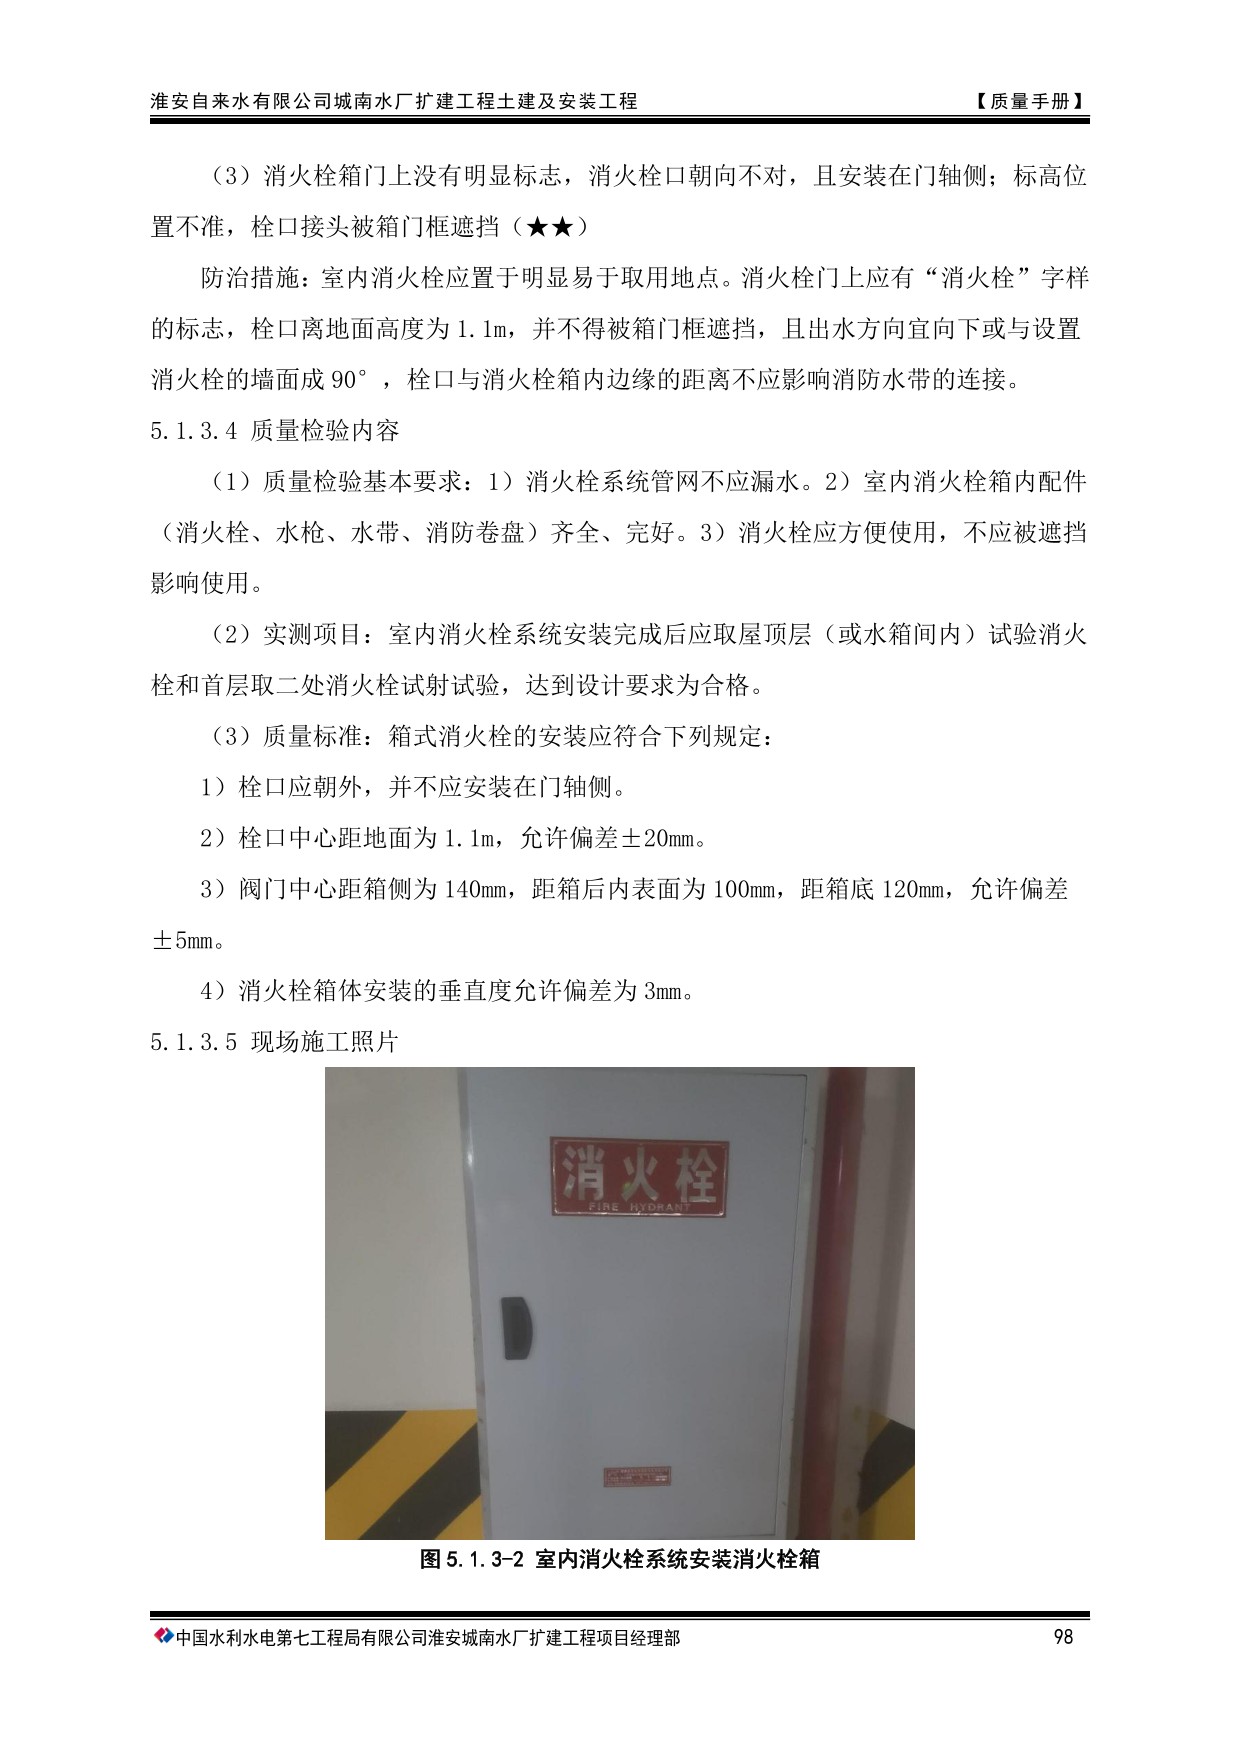 淮安自来水有限公司城南水厂扩建工程土建及安装工程 【质量手册】
（3）消火栓箱门上没有明显标志，消火栓口朝向不对，且安装在门轴侧；标高位
置不准，栓口接头被箱门框遮挡（★★）
防治措施：室内消火栓应置于明显易于取用地点。消火栓门上应有“消火栓”字样
的标志，栓口离地面高度为 1.1m，并不得被箱门框遮挡，且出水方向宜向下或与设置
消火栓的墙面成 90°，栓口与消火栓箱内边缘的距离不应影响消防水带的连接。
5.1.3.4 质量检验内容
（1）质量检验基本要求：1）消火栓系统管网不应漏水。2）室内消火栓箱内配件
（消火栓、水枪、水带、消防卷盘）齐全、完好。3）消火栓应方便使用，不应被遮挡
影响使用。
（2）实测项目：室内消火栓系统安装完成后应取屋顶层（或水箱间内）试验消火
栓和首层取二处消火栓试射试验，达到设计要求为合格。
（3）质量标准：箱式消火栓的安装应符合下列规定：
1）栓口应朝外，并不应安装在门轴侧。
2）栓口中心距地面为 1.1m，允许偏差±20mm。
3）阀门中心距箱侧为 140mm，距箱后内表面为 100mm，距箱底 120mm，允许偏差
±5mm。
4）消火栓箱体安装的垂直度允许偏差为 3mm。
5.1.3.5 现场施工照片
消火栓
FIRE HYDRANT
图 5.1.3-2 室内消火栓系统安装消火栓箱
中国水利水电第七工程局有限公司淮安城南水厂扩建工程项目经理部 98